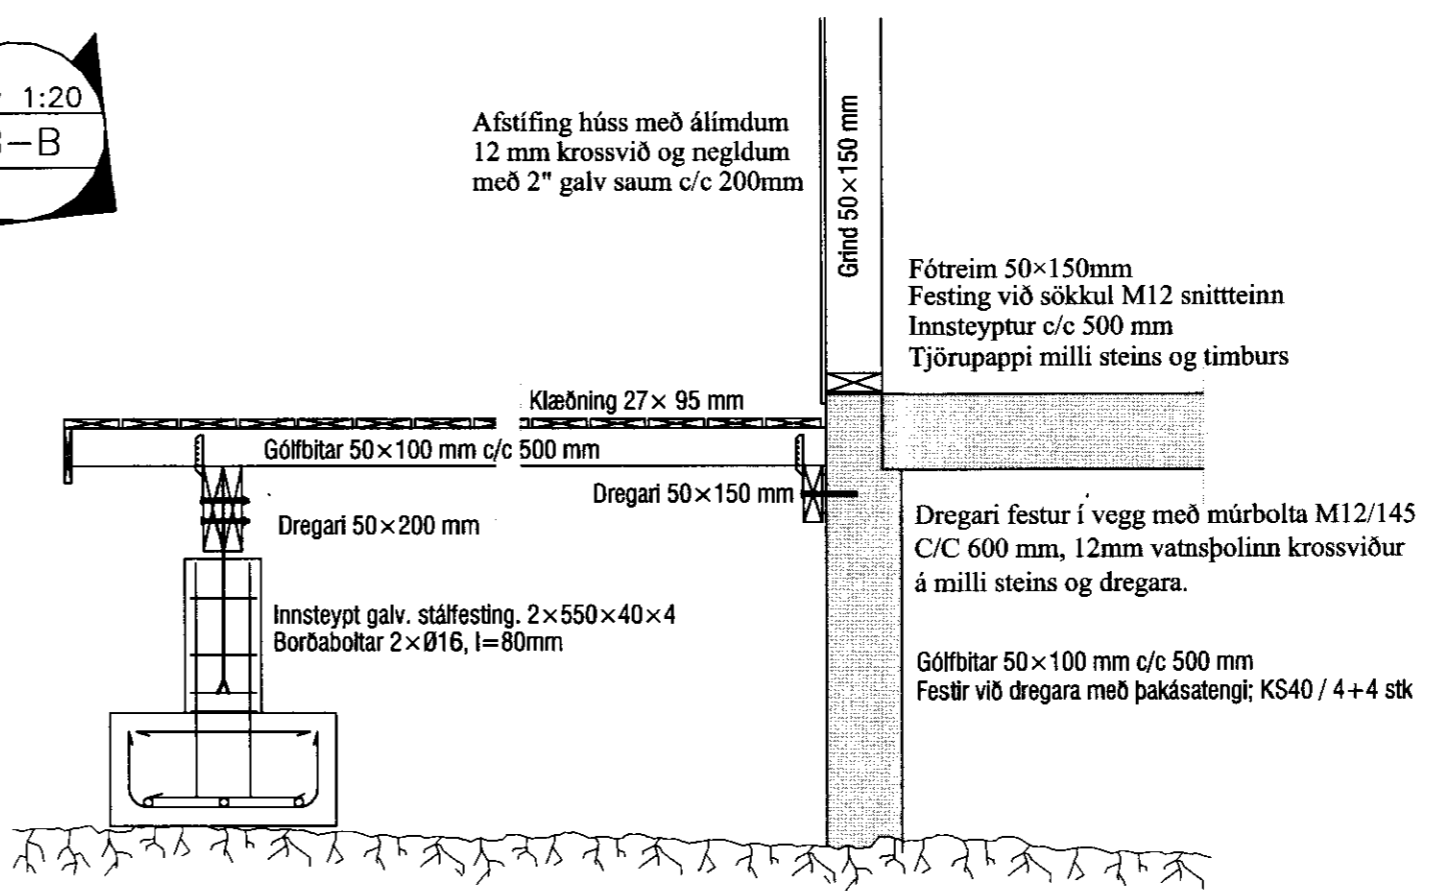 1:20
-B
Afstífing húss með álímdum
12 mm krossvið og negldum
með 2" galv saum c/c 200mm
Grind 50×150 mm
Fótreim 50×150mm
Festing við sökkul M12 snittteinn
Innsteyptur c/c 500 mm
Tjörupappi milli steins og timburs
Klæðning 27× 95 mm
Gólfbitar 50×100 mm c/c 500 mm
Dregari 50×150 mm
Dregari 50×200 mm
Dregari festur í vegg með múrbolta M12/145
C/C 600 mm, 12mm vatnsþolinn krossviður
á milli steins og dregara.
Innsteypt galv. stálfesting. 2×550×40×4
Borðaboltar 2×Ø16, l=80mm
Gólfbitar 50×100 mm c/c 500 mm
Festir við dregara með þakásatengi; KS40 / 4+4 stk